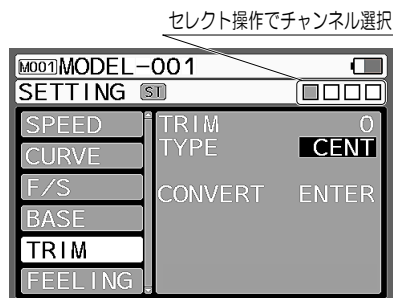 セレクト操作でチャンネル選択
M001 MODEL-001
SETTING ST
SPEED
CURVE
F/S
BASE
TRIM
FEELING
TRIM 0
TYPE CENT
CONVERT ENTER